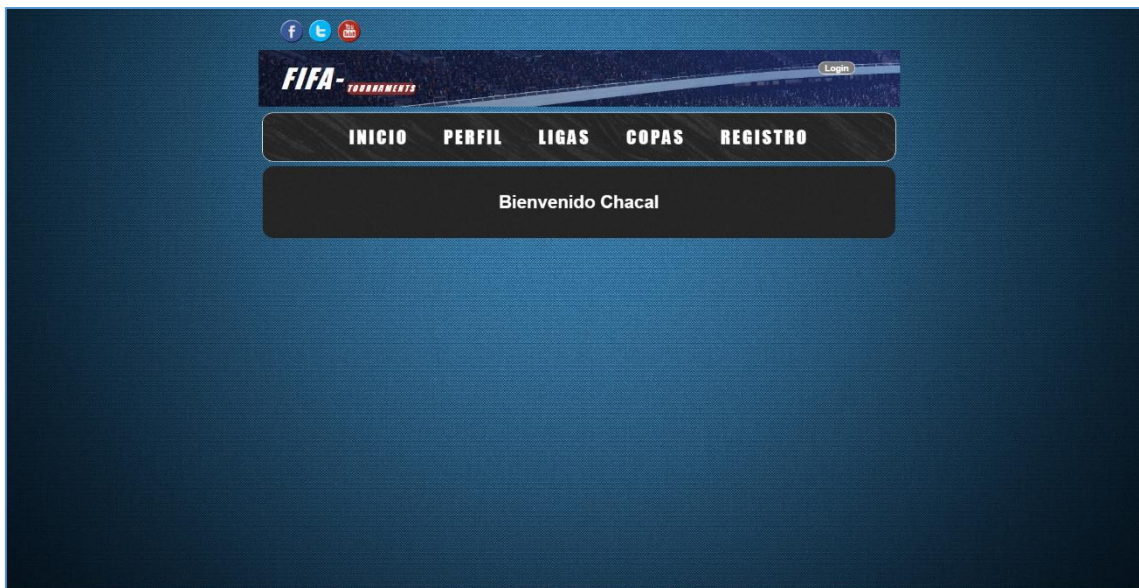 FIFA-TOURNAMENTS
Login
INICIO PERFIL LIGAS COPAS REGISTRO
Bienvenido Chacal